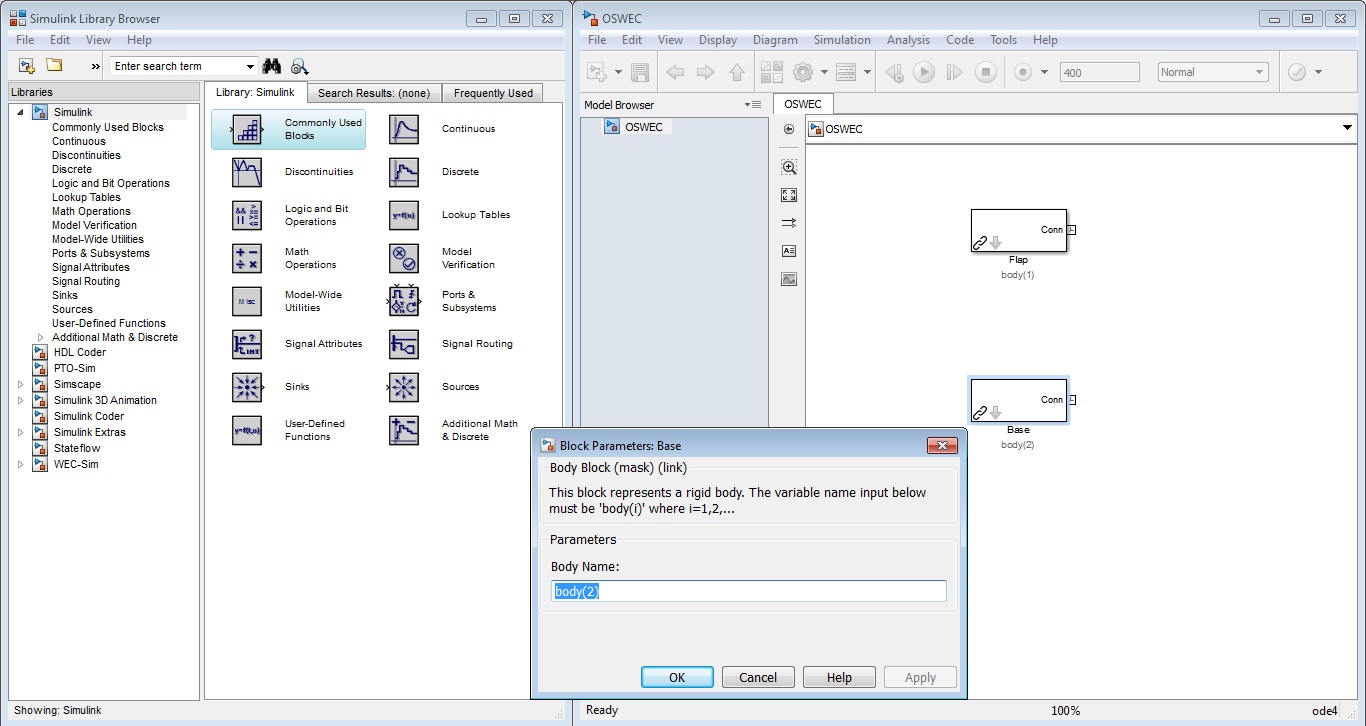 Simulink Library Browser
File Edit View Help
» Enter search term
Libraries
Simulink
Commonly Used Blocks
Continuous
Discontinuities
Discrete
Logic and Bit Operations
Lookup Tables
Math Operations
Model Verification
Model-Wide Utilities
Ports & Subsystems
Signal Attributes
Signal Routing
Sinks
Sources
User-Defined Functions
Additional Math & Discrete
HDL Coder
PTO-Sim
Simscape
Simulink 3D Animation
Simulink Coder
Simulink Extras
Stateflow
WEC-Sim
Library: Simulink Search Results: (none) Frequently Used
Commonly Used
Blocks
Continuous
Discontinuities
Discrete
Logic and Bit
Operations
y=f(u)
Lookup Tables
Math
Operations
Model
Verification
Misc
Model-Wide
Utilities
Ports &
Subsystems
Signal Attributes
Signal Routing
Sinks
Sources
y=f(t,u)
User-Defined
Functions
Additional Math
& Discrete
Showing: Simulink
OSWEC
File Edit View Display Diagram Simulation Analysis Code Tools Help
400 Normal
Model Browser
OSWEC
OSWEC
OSWEC
Conn
Flap
body(1)
Conn
Base
body(2)
Block Parameters: Base
Body Block (mask) (link)
This block represents a rigid body. The variable name input below
must be 'body(i)' where i=1,2,...
Parameters
Body Name:
body(2)
OK Cancel Help Apply
Ready 100% ode4